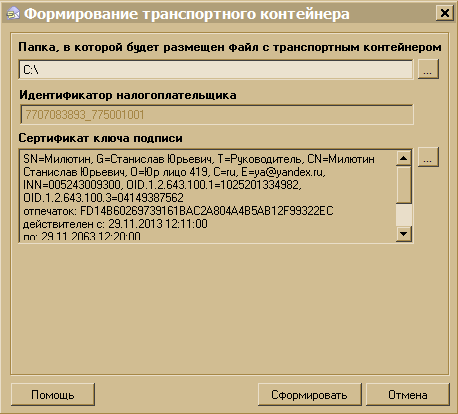 Формирование транспортного контейнера
Папка, в которой будет размещен файл с транспортным контейнером
C:\
...
Идентификатор налогоплательщика
7707083893_775001001
Сертификат ключа подписи
SN=Милютин, G=Станислав Юрьевич, T=Руководитель, CN=Милютин
Станислав Юрьевич, O=Юр лицо 419, C=ru, E=ya@yandex.ru,
INN=005243009300, OID.1.2.643.100.1=1025201334982,
OID.1.2.643.100.3=04149387562
отпечаток: FD14B60269739161BAC2A804A4B5AB12F99322EC
действителен с: 29.11.2013 12:11:00
по: 29.11.2063 12:20:00
...
Помощь
Сформировать
Отмена